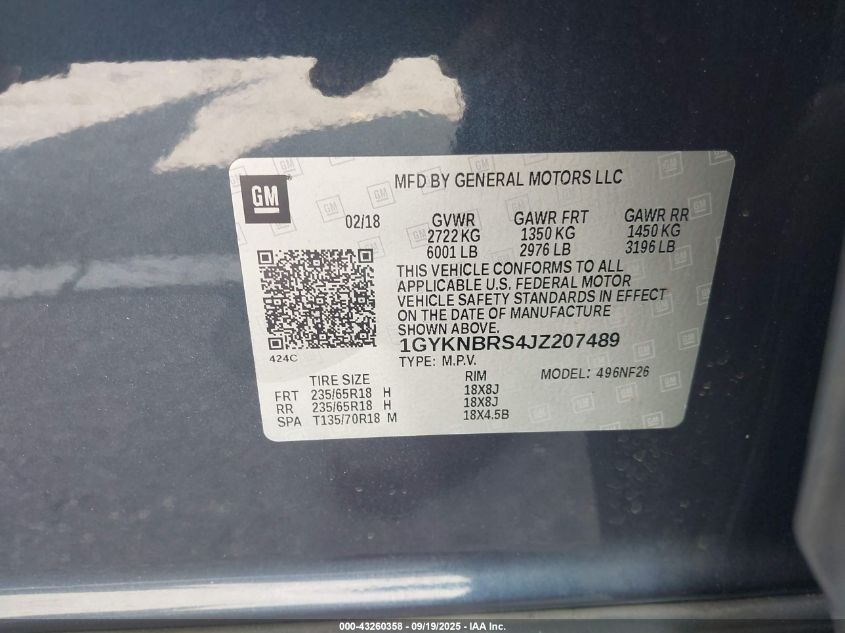 GM
MFD BY GENERAL MOTORS LLC
02/18 GVWR GAWR FRT GAWR RR
2722 KG 1350 KG 1450 KG
6001 LB 2976 LB 3196 LB
THIS VEHICLE CONFORMS TO ALL
APPLICABLE U.S. FEDERAL MOTOR
VEHICLE SAFETY STANDARDS IN EFFECT
ON THE DATE OF MANUFACTURE
SHOWN ABOVE.
424C
1GYKNBRS4JZ207489
TYPE: M.P.V. MODEL: 496NF26
TIRE SIZE RIM
FRT 235/65R18 H 18X8J
RR 235/65R18 H 18X8J
SPA T135/70R18 M 18X4.5B
000-43260358 - 09/19/2025 - IAA Inc.